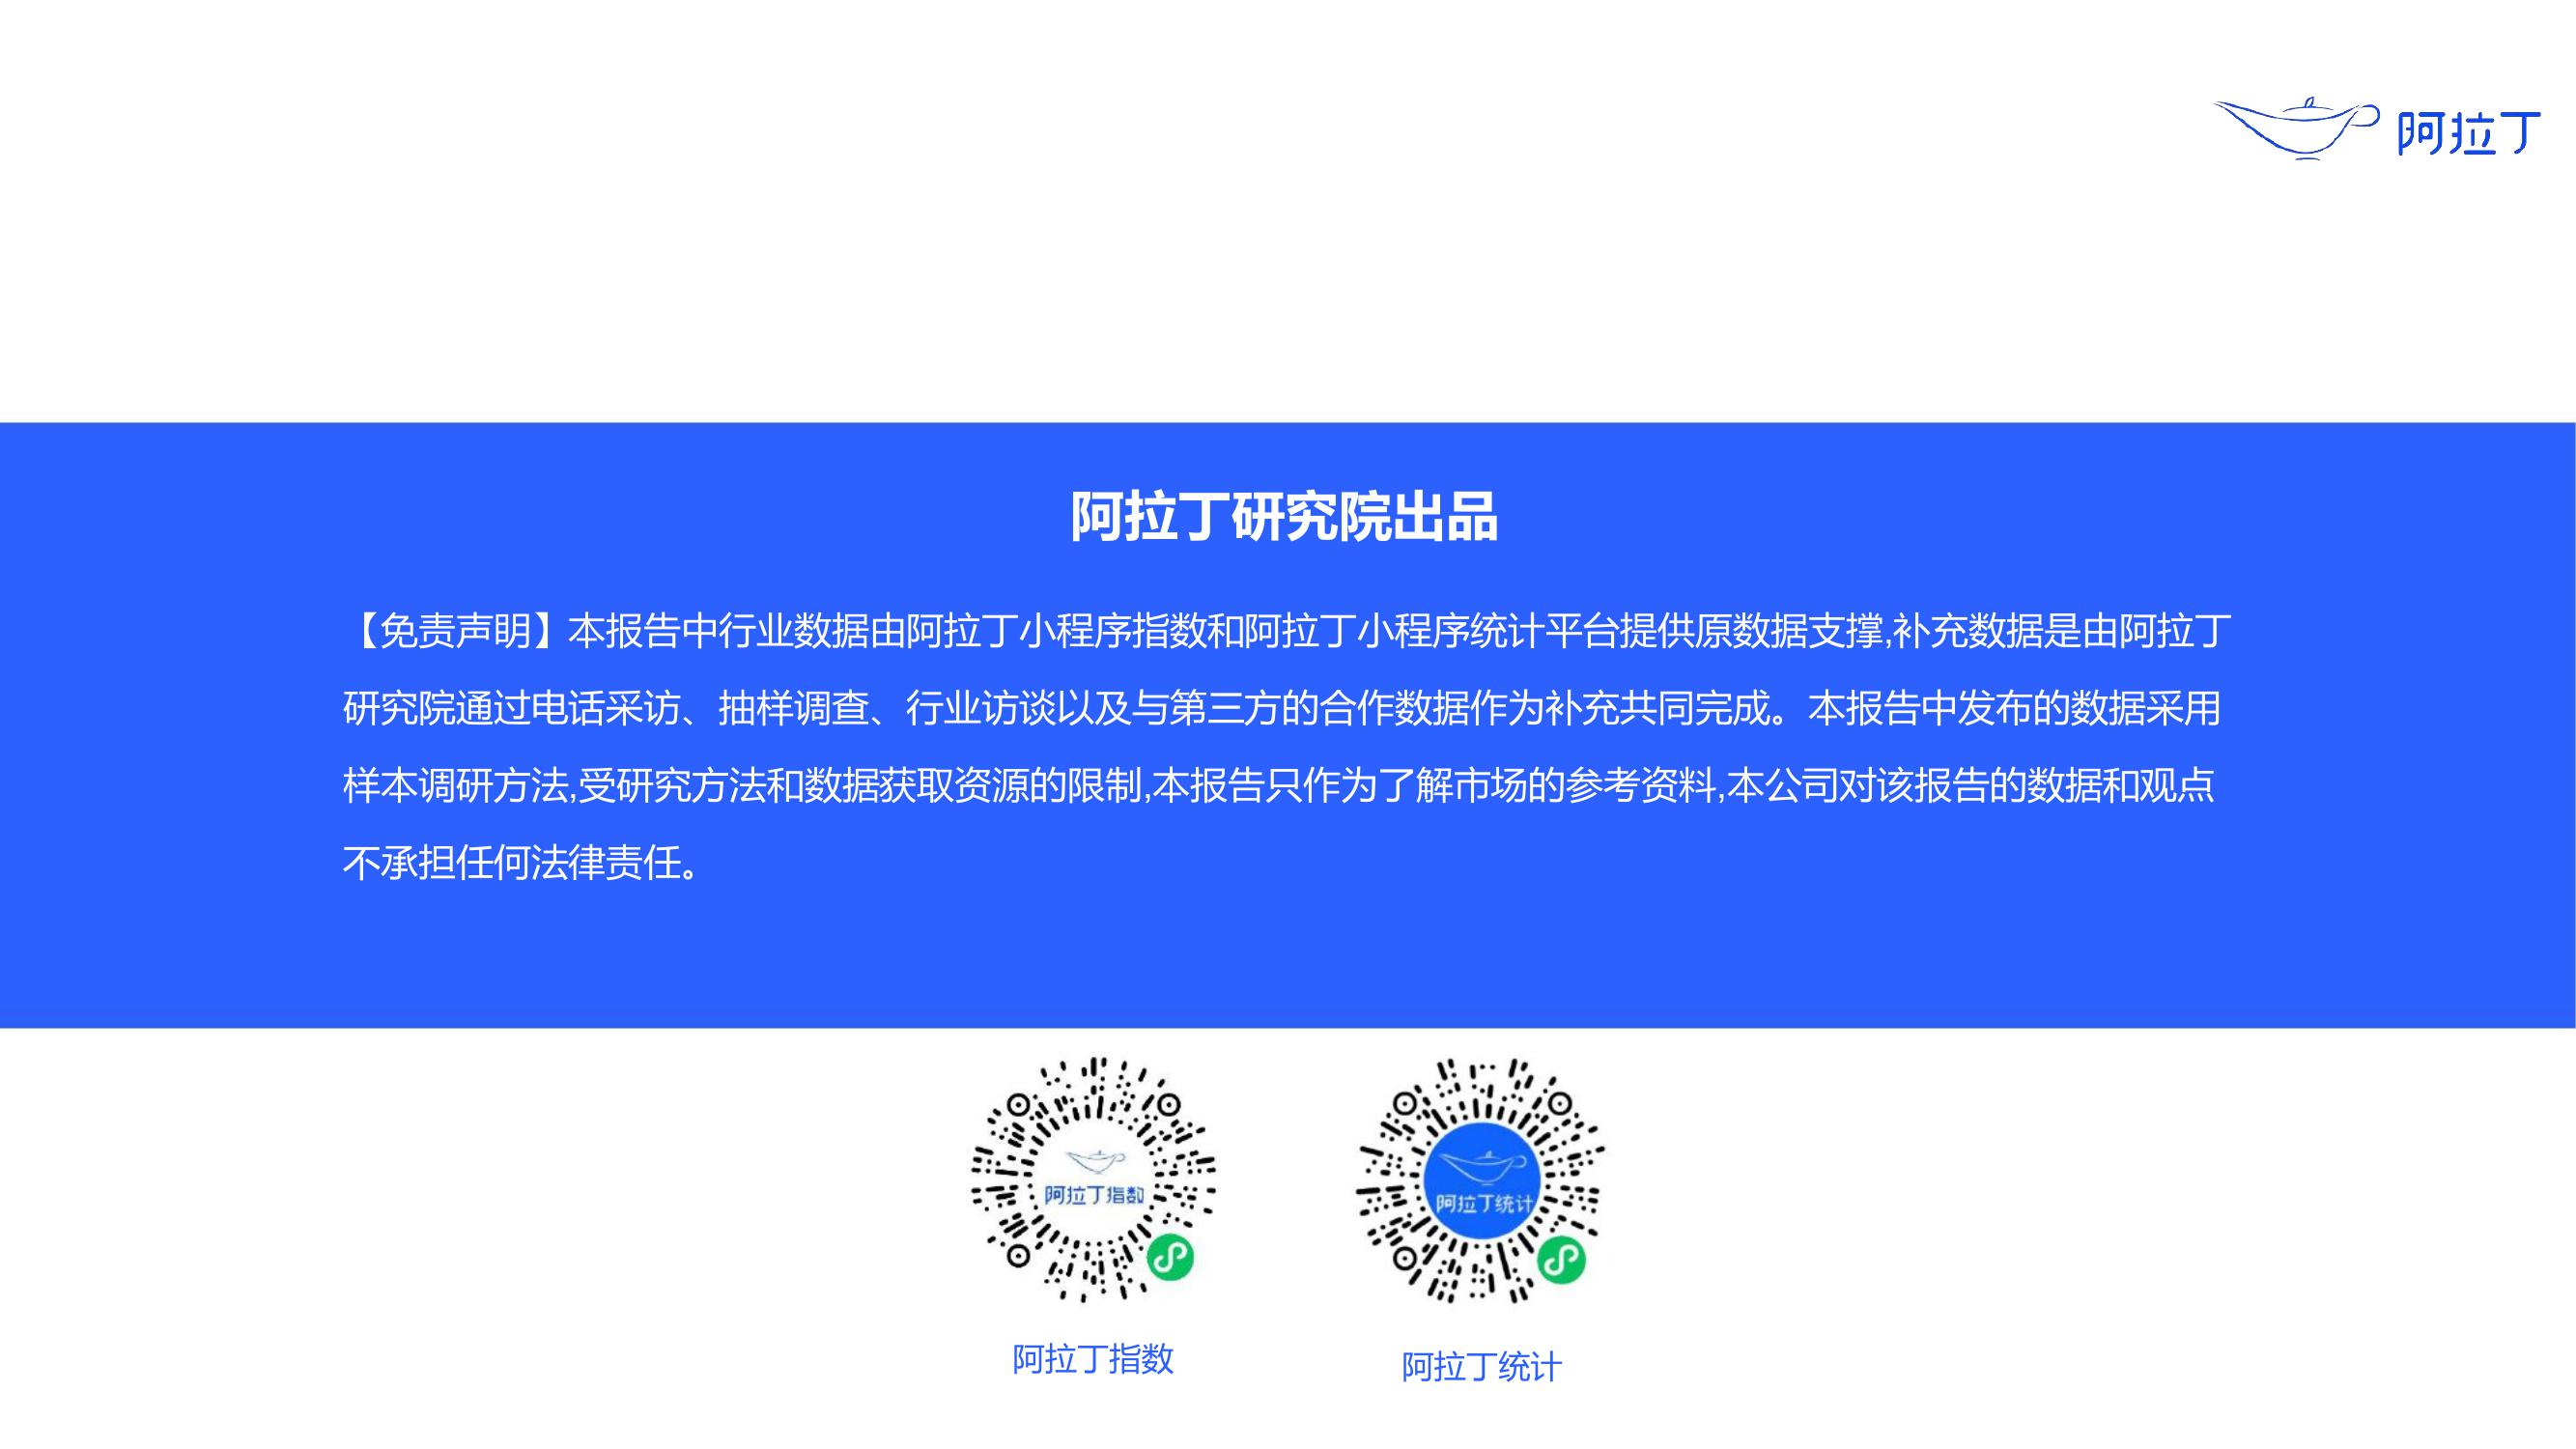 阿拉丁
阿拉丁研究院出品
【免责声明】本报告中行业数据由阿拉丁小程序指数和阿拉丁小程序统计平台提供原数据支撑,补充数据是由阿拉丁
研究院通过电话采访、抽样调查、行业访谈以及与第三方的合作数据作为补充共同完成。本报告中发布的数据采用
样本调研方法,受研究方法和数据获取资源的限制,本报告只作为了解市场的参考资料,本公司对该报告的数据和观点
不承担任何法律责任。
阿拉丁指数
阿拉丁统计
阿拉丁指数
阿拉丁统计